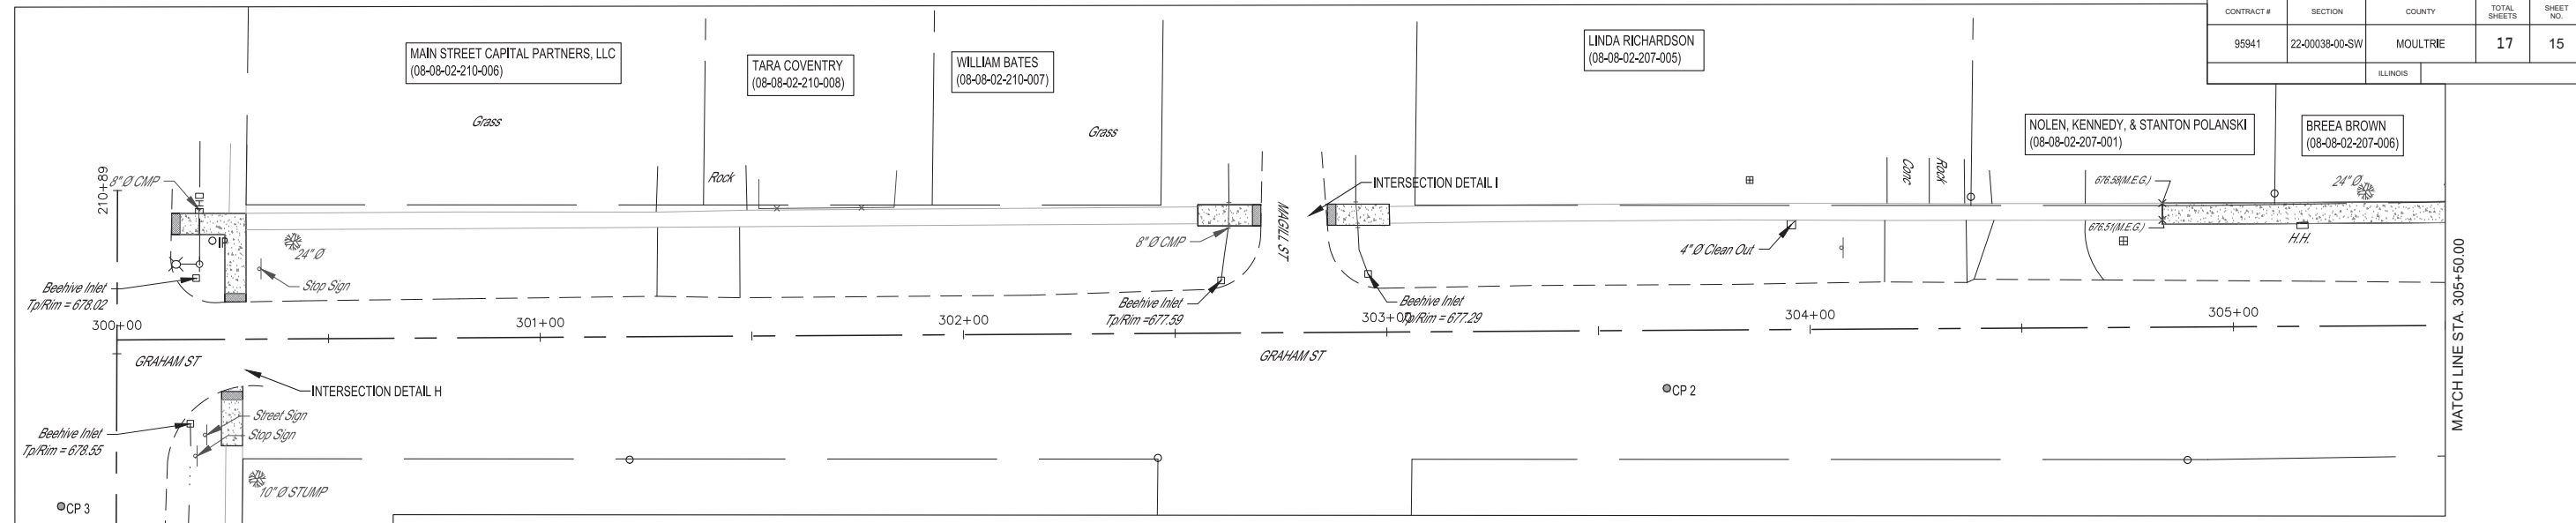 CONTRACT #
SECTION
COUNTY
TOTAL SHEETS
SHEET NO.
95941
22-00038-00-SW
MOULTRIE
17
15
ILLINOIS
MAIN STREET CAPITAL PARTNERS, LLC
(08-08-02-210-006)
TARA COVENTRY
(08-08-02-210-008)
WILLIAM BATES
(08-08-02-210-007)
LINDA RICHARDSON
(08-08-02-207-005)
NOLEN, KENNEDY, & STANTON POLANSKI
(08-08-02-207-001)
BREEA BROWN
(08-08-02-207-006)
Grass
Grass
Rock
Conc
Rock
210+89
8" Ø CMP
INTERSECTION DETAIL I
676.58(M.E.G.)
24" Ø
IP
24" Ø
8" Ø CMP
MAGILL ST
4" Ø Clean Out
676.51(M.E.G.)
H.H.
Stop Sign
Beehive Inlet
Tp/Rim = 678.02
Beehive Inlet
Tp/Rim = 677.59
Beehive Inlet
Tp/Rim = 677.29
300+00
301+00
302+00
303+00
304+00
305+00
MATCH LINE STA. 305+50.00
GRAHAM ST
GRAHAM ST
INTERSECTION DETAIL H
CP 2
Street Sign
Stop Sign
Beehive Inlet
Tp/Rim = 678.55
10" Ø STUMP
CP 3